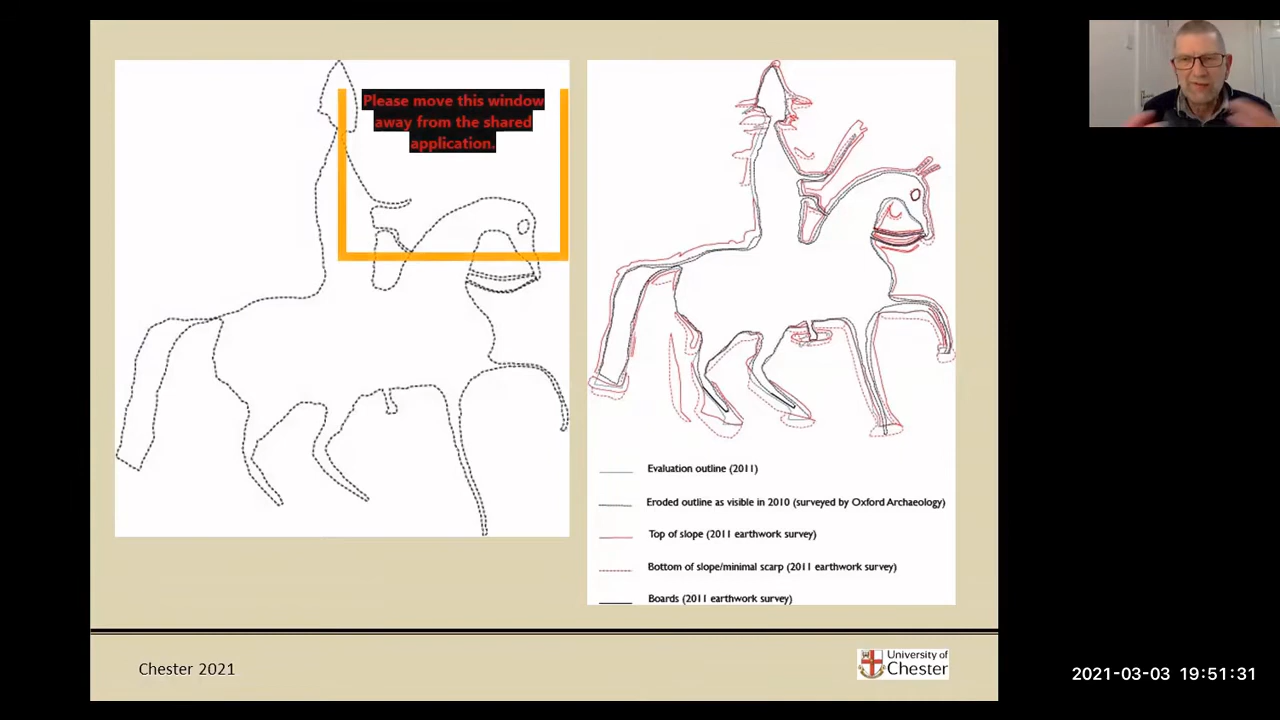 Please move this window
away from the shared
application.
Evaluation outline (2011)
Eroded outline as visible in 2010 (surveyed by Oxford Archaeology)
Top of slope (2011 earthwork survey)
Bottom of slope/minimal scarp (2011 earthwork survey)
Boards (2011 earthwork survey)
Chester 2021
University of
Chester
2021-03-03 19:51:31